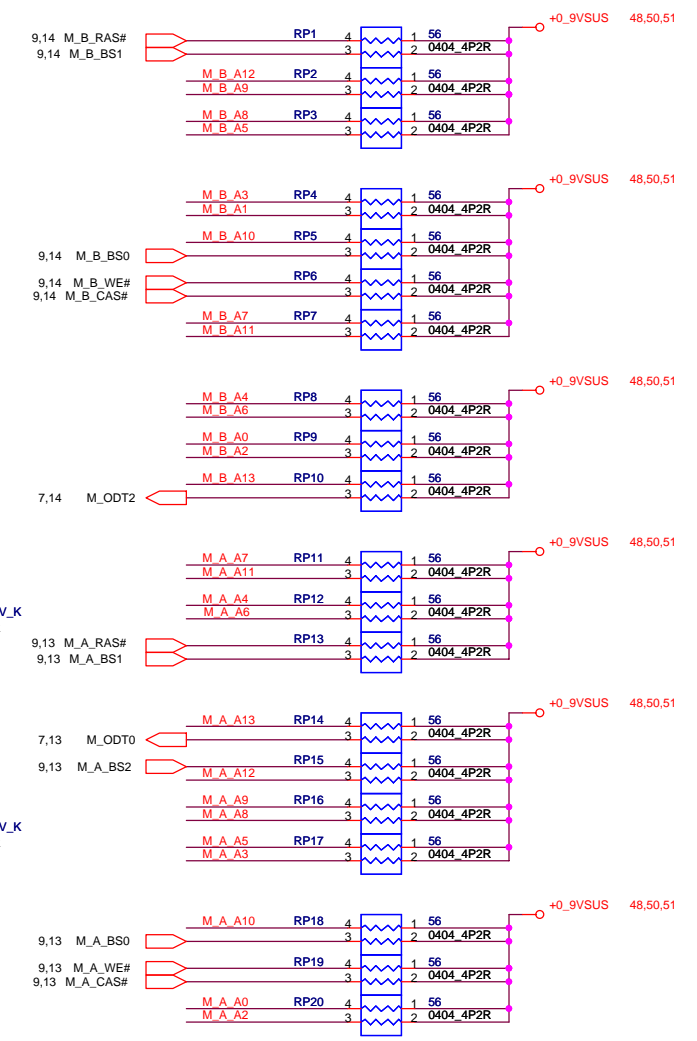 +0_9VSUS 48,50,51
9,14 M_B_RAS# RP1 4 1 56
9,14 M_B_BS1 3 2 0404_4P2R
M_B_A12 RP2 4 1 56
M_B_A9 3 2 0404_4P2R
M_B_A8 RP3 4 1 56
M_B_A5 3 2 0404_4P2R
+0_9VSUS 48,50,51
M_B_A3 RP4 4 1 56
M_B_A1 3 2 0404_4P2R
M_B_A10 RP5 4 1 56
9,14 M_B_BS0 3 2 0404_4P2R
9,14 M_B_WE# RP6 4 1 56
9,14 M_B_CAS# 3 2 0404_4P2R
M_B_A7 RP7 4 1 56
M_B_A11 3 2 0404_4P2R
+0_9VSUS 48,50,51
M_B_A4 RP8 4 1 56
M_B_A6 3 2 0404_4P2R
M_B_A0 RP9 4 1 56
M_B_A2 3 2 0404_4P2R
M_B_A13 RP10 4 1 56
7,14 M_ODT2 3 2 0404_4P2R
+0_9VSUS 48,50,51
M_A_A7 RP11 4 1 56
M_A_A11 3 2 0404_4P2R
M_A_A4 RP12 4 1 56
V_K M_A_A6 3 2 0404_4P2R
9,13 M_A_RAS# RP13 4 1 56
9,13 M_A_BS1 3 2 0404_4P2R
+0_9VSUS 48,50,51
M_A_A13 RP14 4 1 56
7,13 M_ODT0 3 2 0404_4P2R
9,13 M_A_BS2 RP15 4 1 56
M_A_A12 3 2 0404_4P2R
M_A_A9 RP16 4 1 56
M_A_A8 3 2 0404_4P2R
V_K
M_A_A5 RP17 4 1 56
M_A_A3 3 2 0404_4P2R
+0_9VSUS 48,50,51
M_A_A10 RP18 4 1 56
9,13 M_A_BS0 3 2 0404_4P2R
9,13 M_A_WE# RP19 4 1 56
9,13 M_A_CAS# 3 2 0404_4P2R
M_A_A0 RP20 4 1 56
M_A_A2 3 2 0404_4P2R